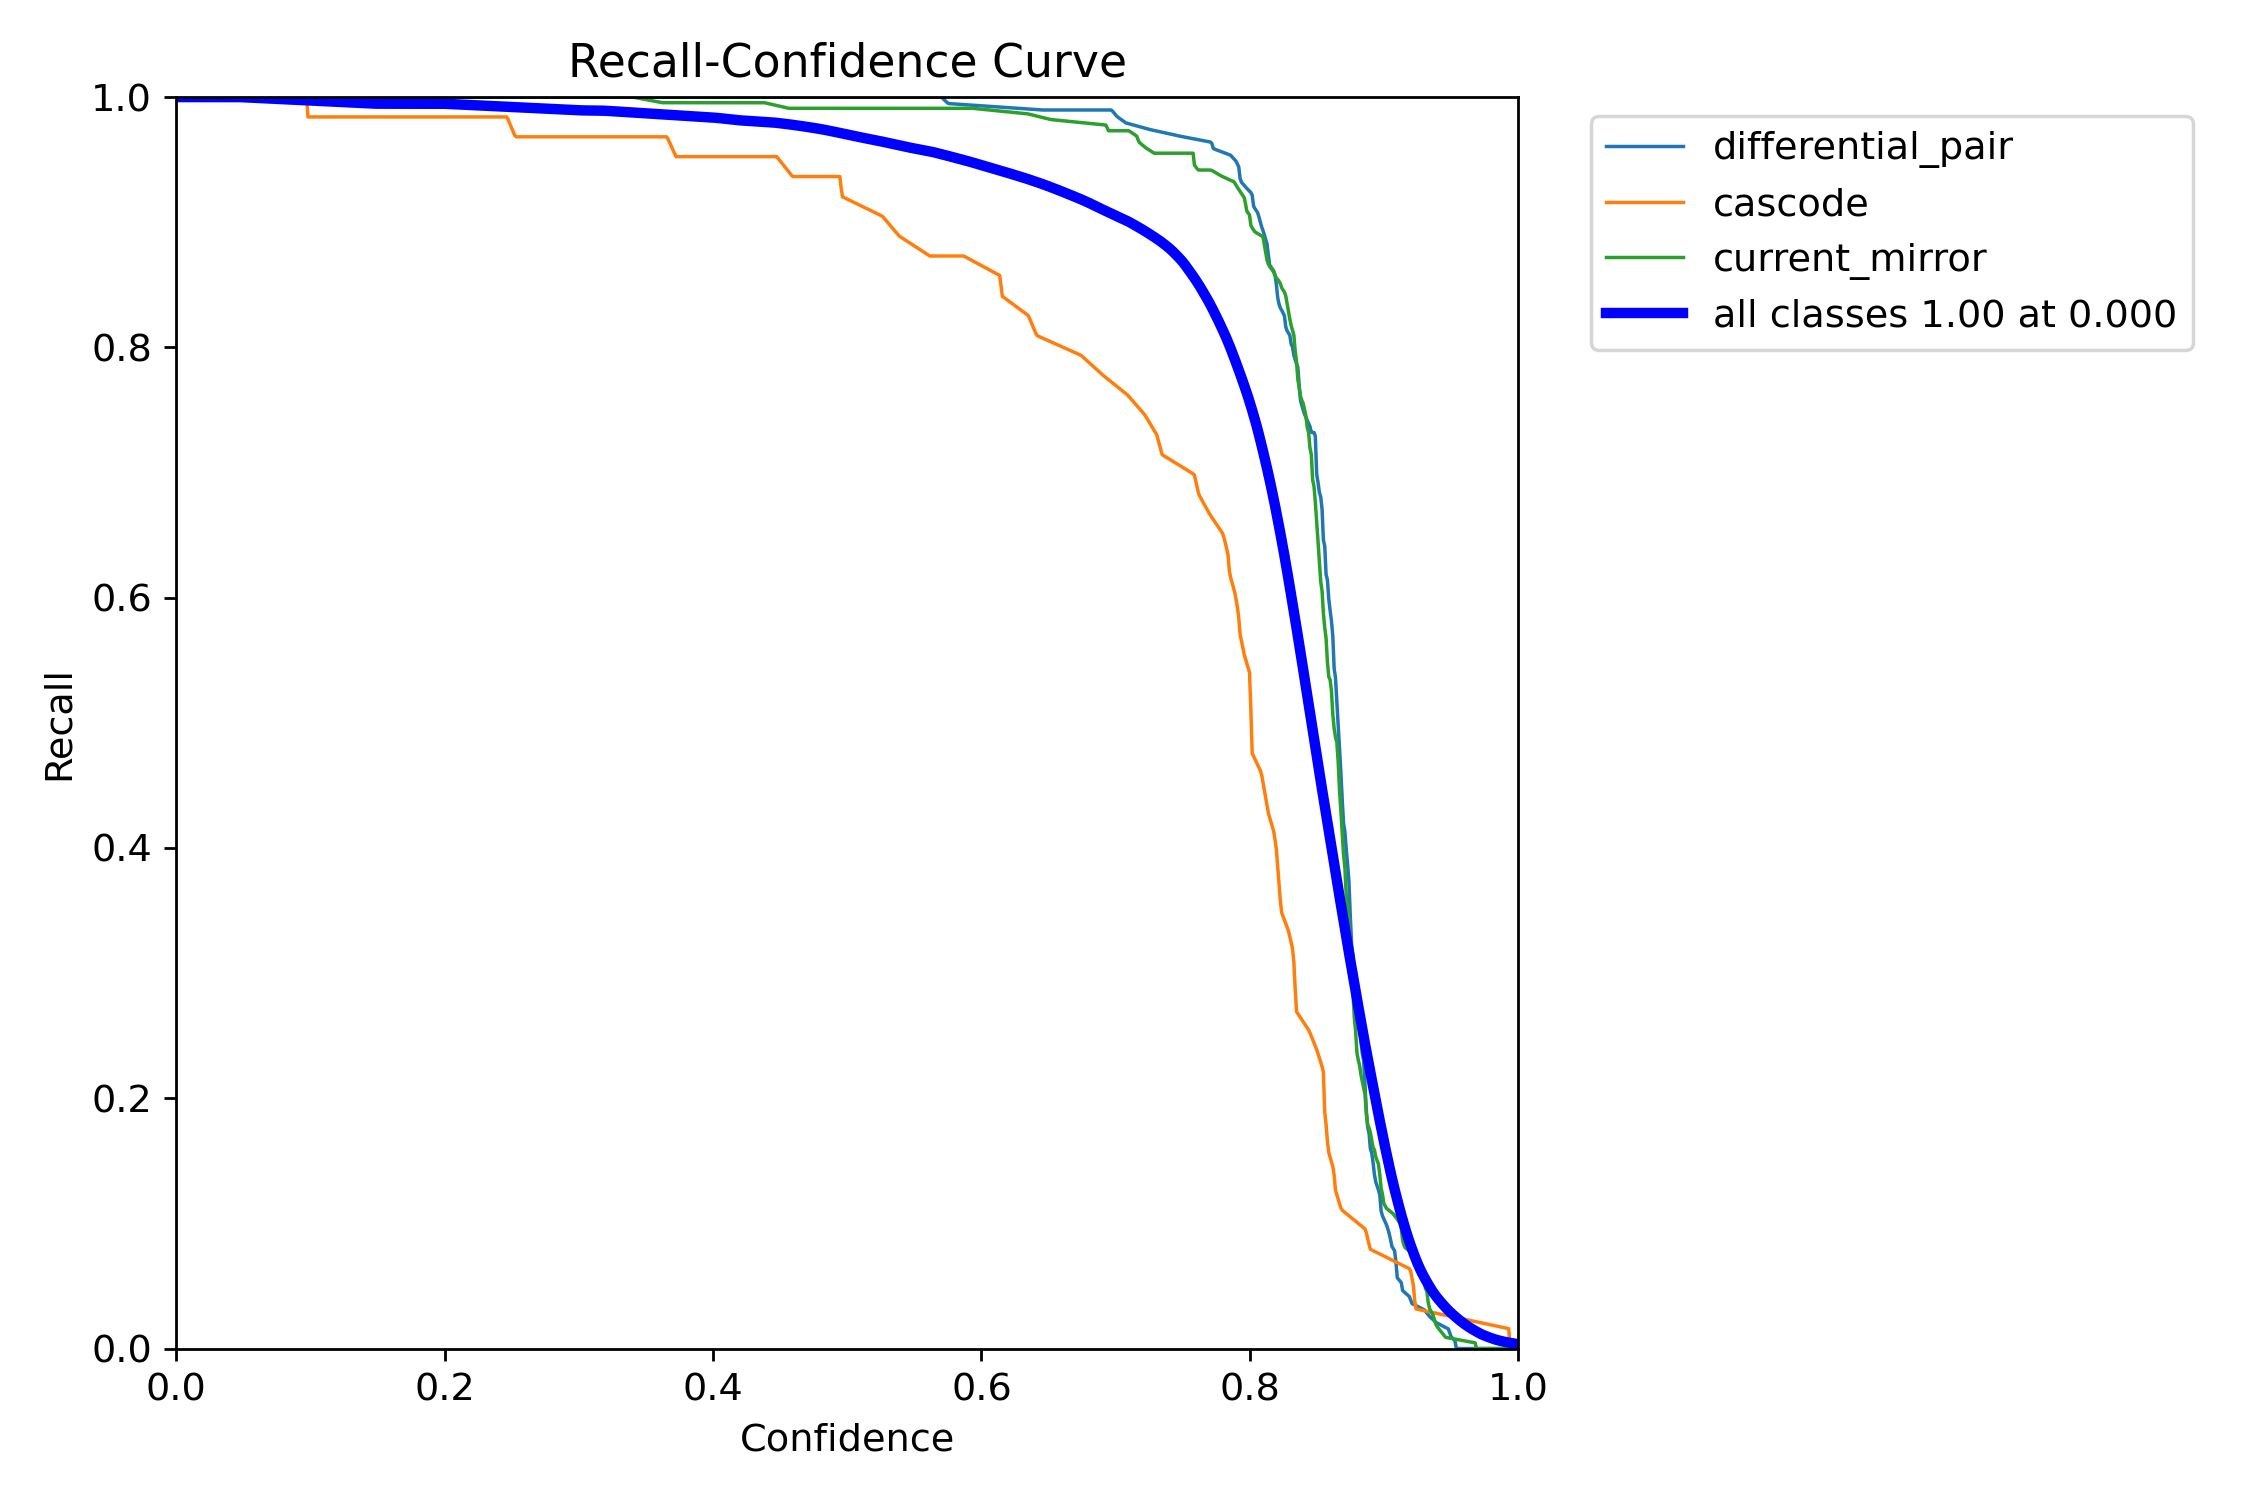 Recall-Confidence Curve
1.0
0.8
0.6
0.4
0.2
0.0
Recall
0.0 0.2 0.4 0.6 0.8 1.0
Confidence
differential_pair
cascode
current_mirror
all classes 1.00 at 0.000